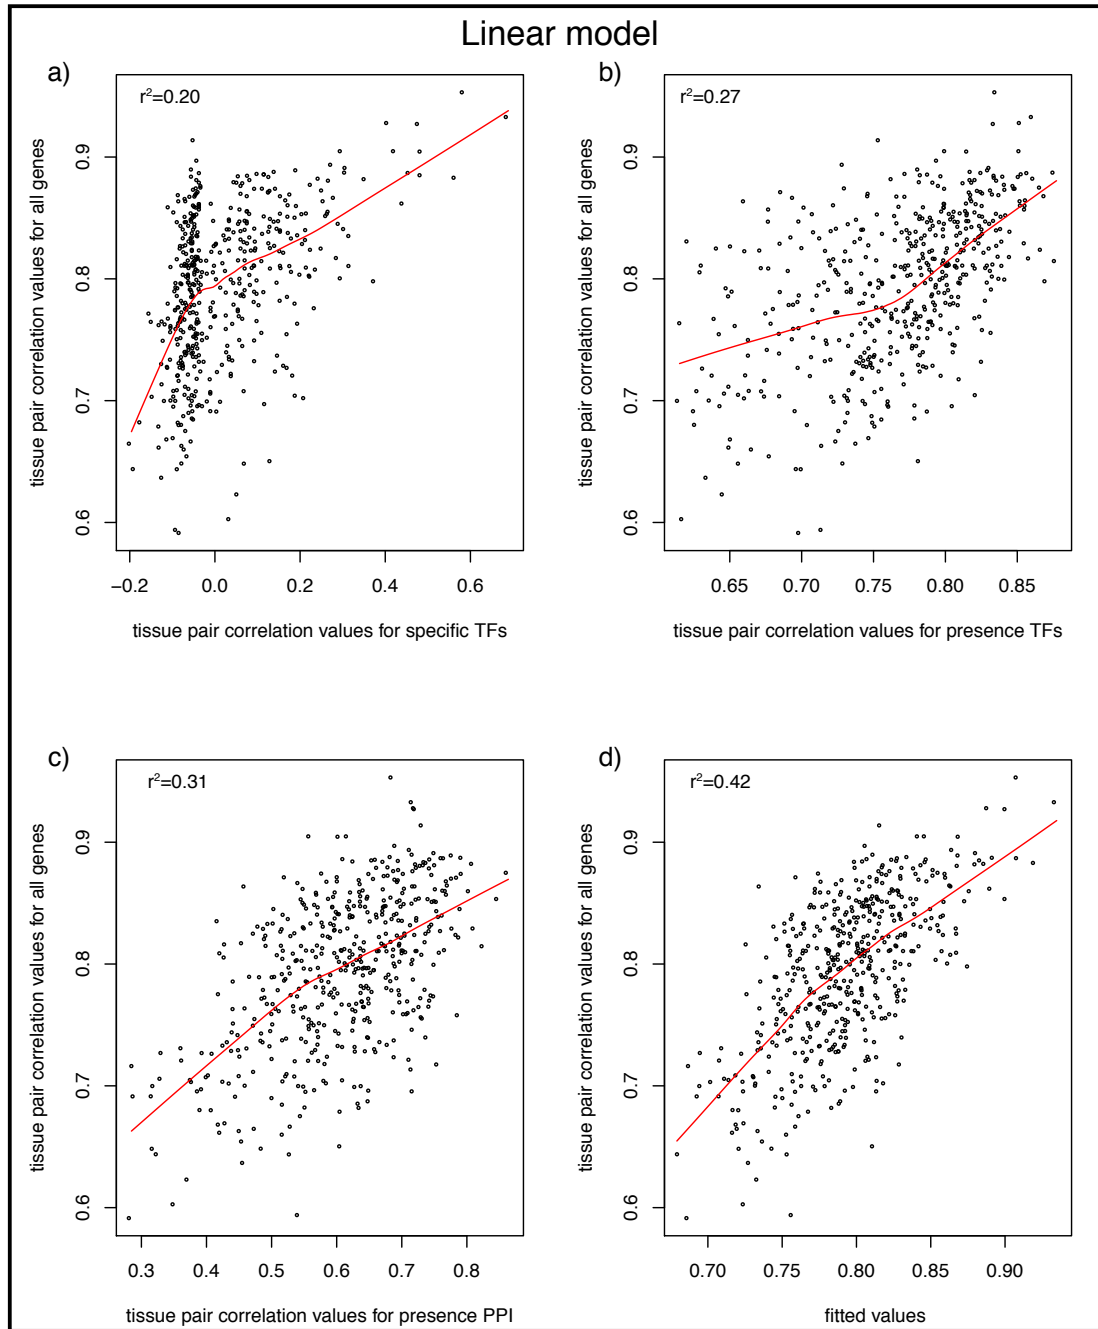 Linear model
a)
r²=0.20
tissue pair correlation values for all genes
0.9
0.8
0.7
0.6
−0.2 0.0 0.2 0.4 0.6
tissue pair correlation values for specific TFs
b)
r²=0.27
tissue pair correlation values for all genes
0.9
0.8
0.7
0.6
0.65 0.70 0.75 0.80 0.85
tissue pair correlation values for presence TFs
c)
r²=0.31
tissue pair correlation values for all genes
0.9
0.8
0.7
0.6
0.3 0.4 0.5 0.6 0.7 0.8
tissue pair correlation values for presence PPI
d)
r²=0.42
tissue pair correlation values for all genes
0.9
0.8
0.7
0.6
0.70 0.75 0.80 0.85 0.90
fitted values